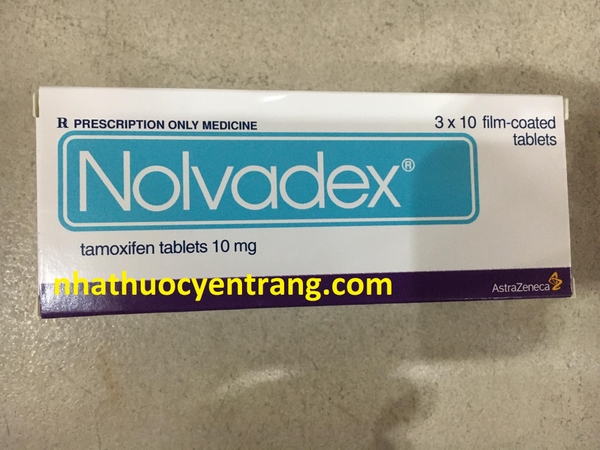 R PRESCRIPTION ONLY MEDICINE
3 x 10 film-coated
tablets
Nolvadex®
tamoxifen tablets 10 mg
nhathuocyentrang.com
AstraZeneca